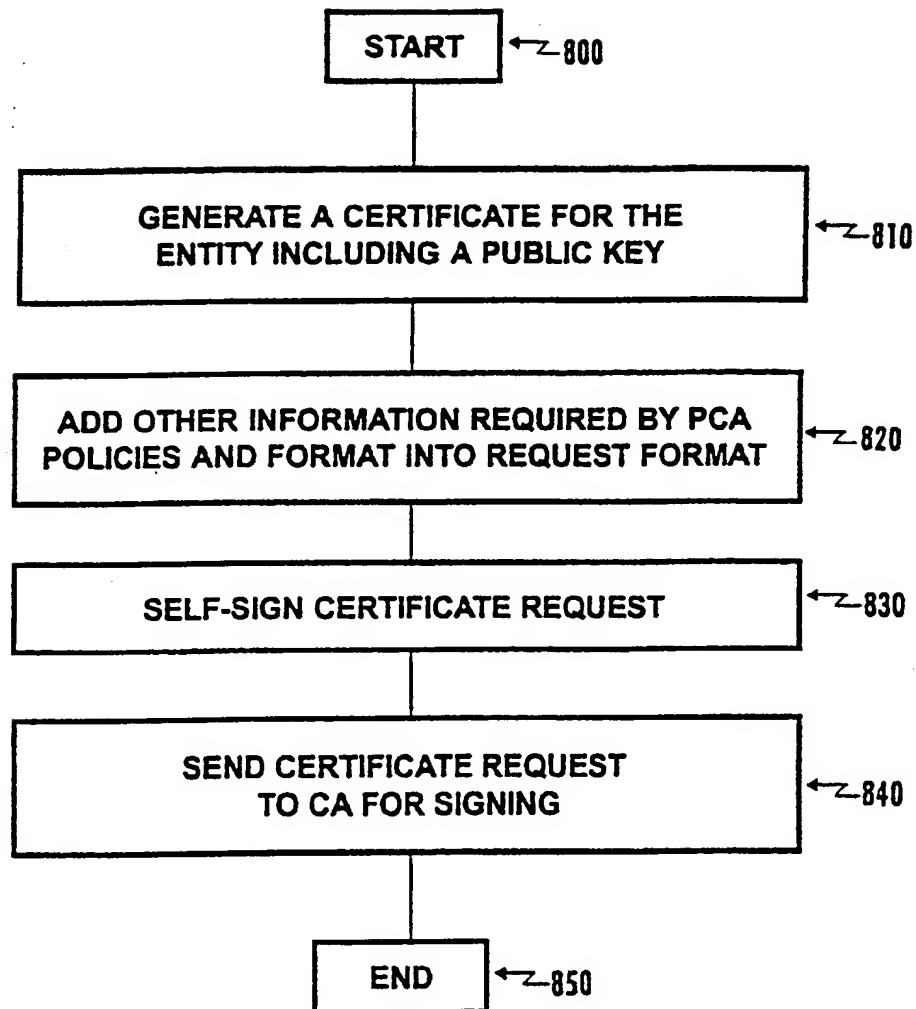 START
800
GENERATE A CERTIFICATE FOR THE
ENTITY INCLUDING A PUBLIC KEY
810
ADD OTHER INFORMATION REQUIRED BY PCA
POLICIES AND FORMAT INTO REQUEST FORMAT
820
SELF-SIGN CERTIFICATE REQUEST
830
SEND CERTIFICATE REQUEST
TO CA FOR SIGNING
840
END
850